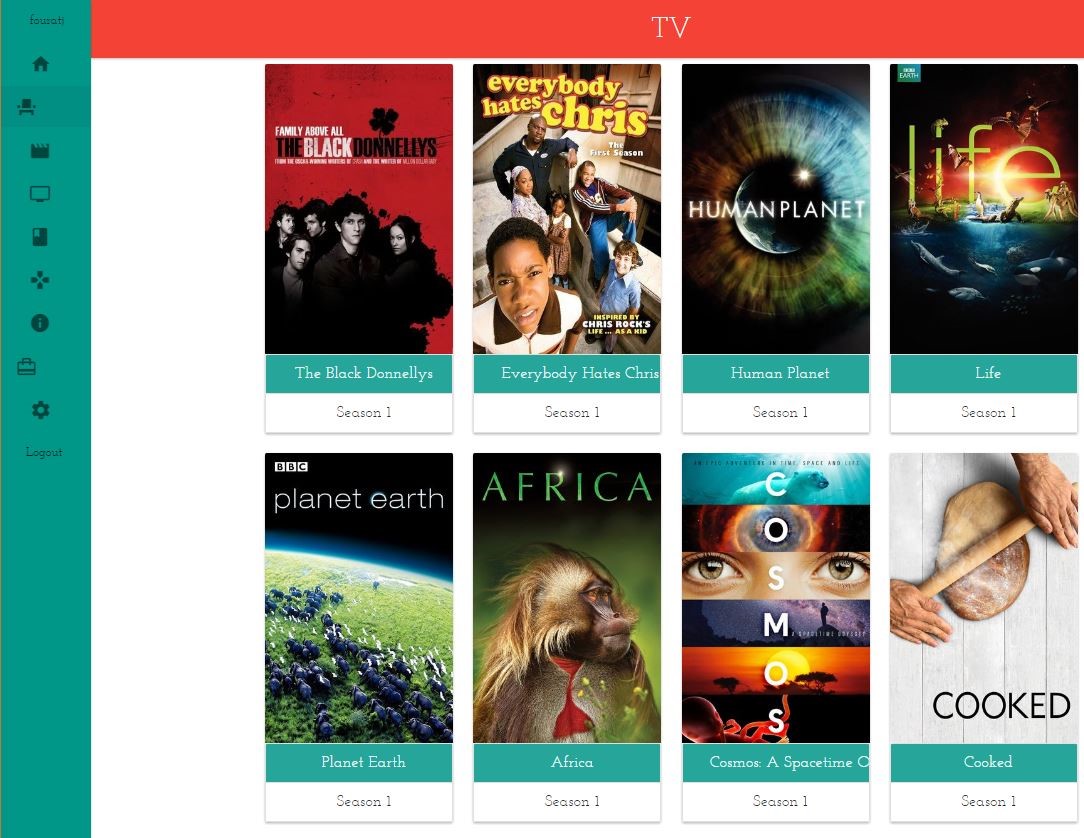 fousatj
TV
FAMILY ABOVE ALL
THE BLACK DONNELLYS
FROM THE OSCAR-WINNING WRITERS OF CRASH AND THE WRITER OF MILLION DOLLAR BABY
everybody
hates chris
The
First Season
INSPIRED BY
CHRIS ROCK'S
LIFE ... AS A KID
HUMAN PLANET
BBC
EARTH
life
The Black Donnellys
Everybody Hates Chris
Human Planet
Life
Season 1
Season 1
Season 1
Season 1
Logout
BBC
planet earth
AFRICA
AN EPIC ADVENTURE IN TIME, SPACE AND LIFE
COSMOS
A SPACETIME ODYSSEY
COOKED
Planet Earth
Africa
Cosmos: A Spacetime O
Cooked
Season 1
Season 1
Season 1
Season 1